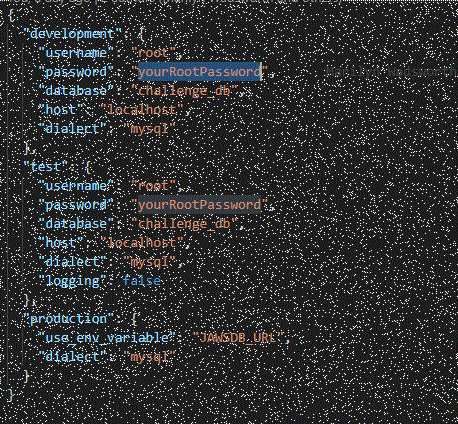 {
"development": {
"username": "root",
"password": "yourRootPassword",
"database": "challenge_db",
"host": "localhost",
"dialect": "mysql"
},
"test": {
"username": "root",
"password": "yourRootPassword",
"database": "challenge_db",
"host": "localhost",
"dialect": "mysql",
"logging": false
},
"production": {
"use_env_variable": "JAWSDB_URL",
"dialect": "mysql"
}
}